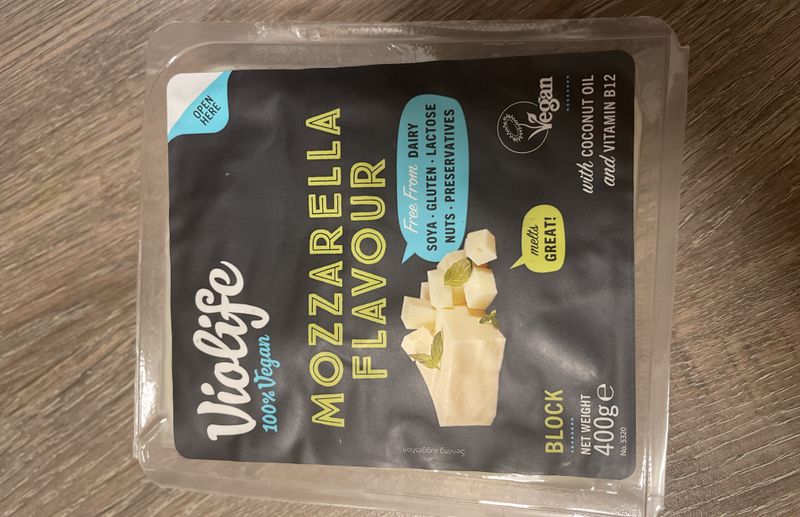 OPEN
HERE
Violife
100% Vegan
MOZZARELLA
FLAVOUR
Free From DAIRY
SOYA · GLUTEN · LACTOSE
NUTS · PRESERVATIVES
melts
GREAT!
Vegan
with COCONUT OIL
and VITAMIN B12
Serving suggestion
BLOCK
NET WEIGHT
400g e
No. 5320